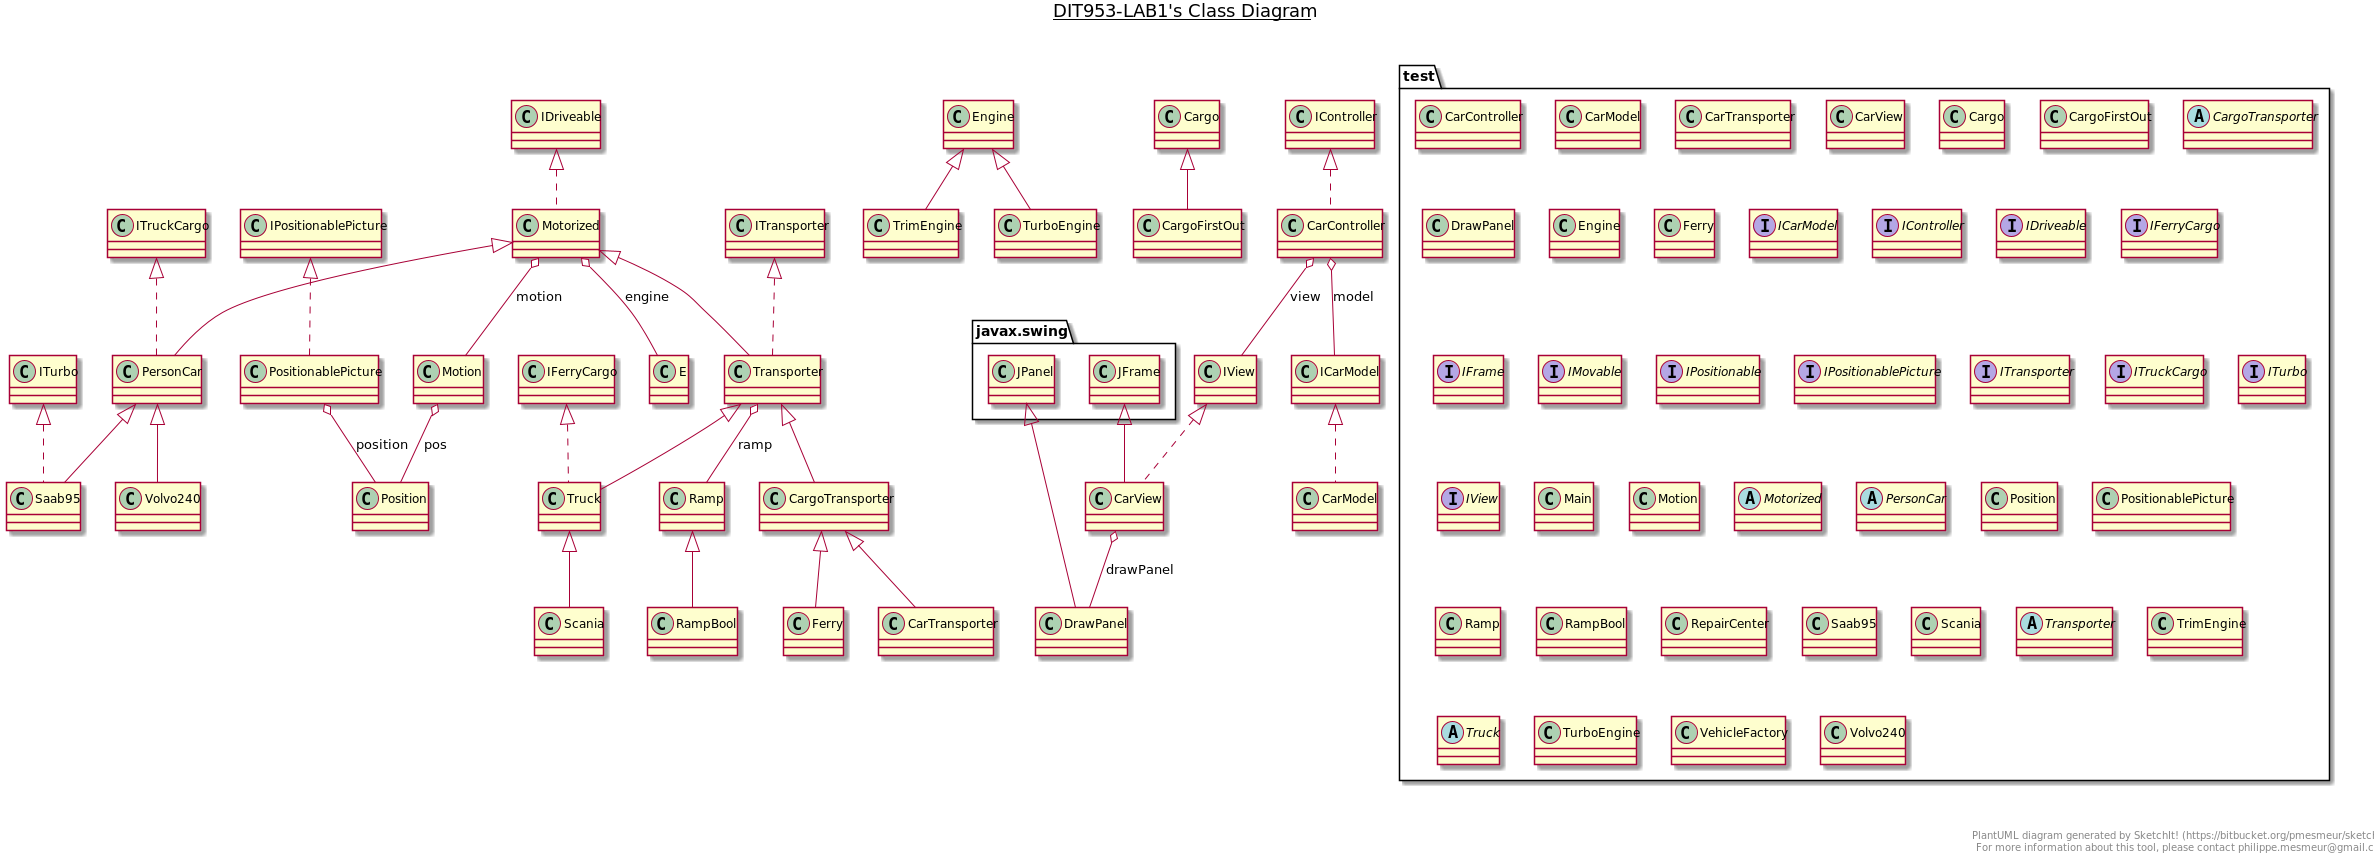 DIT953-LAB1's Class Diagram
test
C IDriveable
C Engine
C Cargo
C IController
C CarController
C CarModel
C CarTransporter
C CarView
C Cargo
C CargoFirstOut
A CargoTransporter
C ITruckCargo
C IPositionablePicture
C Motorized
C ITransporter
C TrimEngine
C TurboEngine
C CargoFirstOut
C CarController
C DrawPanel
C Engine
C Ferry
I ICarModel
I IController
I IDriveable
I IFerryCargo
motion
engine
view
model
javax.swing
C ITurbo
C PersonCar
C PositionablePicture
C Motion
C IFerryCargo
C E
C Transporter
C JPanel
C JFrame
C IView
C ICarModel
I IFrame
I IMovable
I IPositionable
I IPositionablePicture
I ITransporter
I ITruckCargo
I ITurbo
position
pos
ramp
C Saab95
C Volvo240
C Position
C Truck
C Ramp
C CargoTransporter
C CarView
C CarModel
I IView
C Main
C Motion
A Motorized
A PersonCar
C Position
C PositionablePicture
drawPanel
C Scania
C RampBool
C Ferry
C CarTransporter
C DrawPanel
C Ramp
C RampBool
C RepairCenter
C Saab95
C Scania
A Transporter
C TrimEngine
A Truck
C TurboEngine
C VehicleFactory
C Volvo240
PlantUML diagram generated by SketchIt! (https://bitbucket.org/pmesmeur/sketch
For more information about this tool, please contact philippe.mesmeur@gmail.c